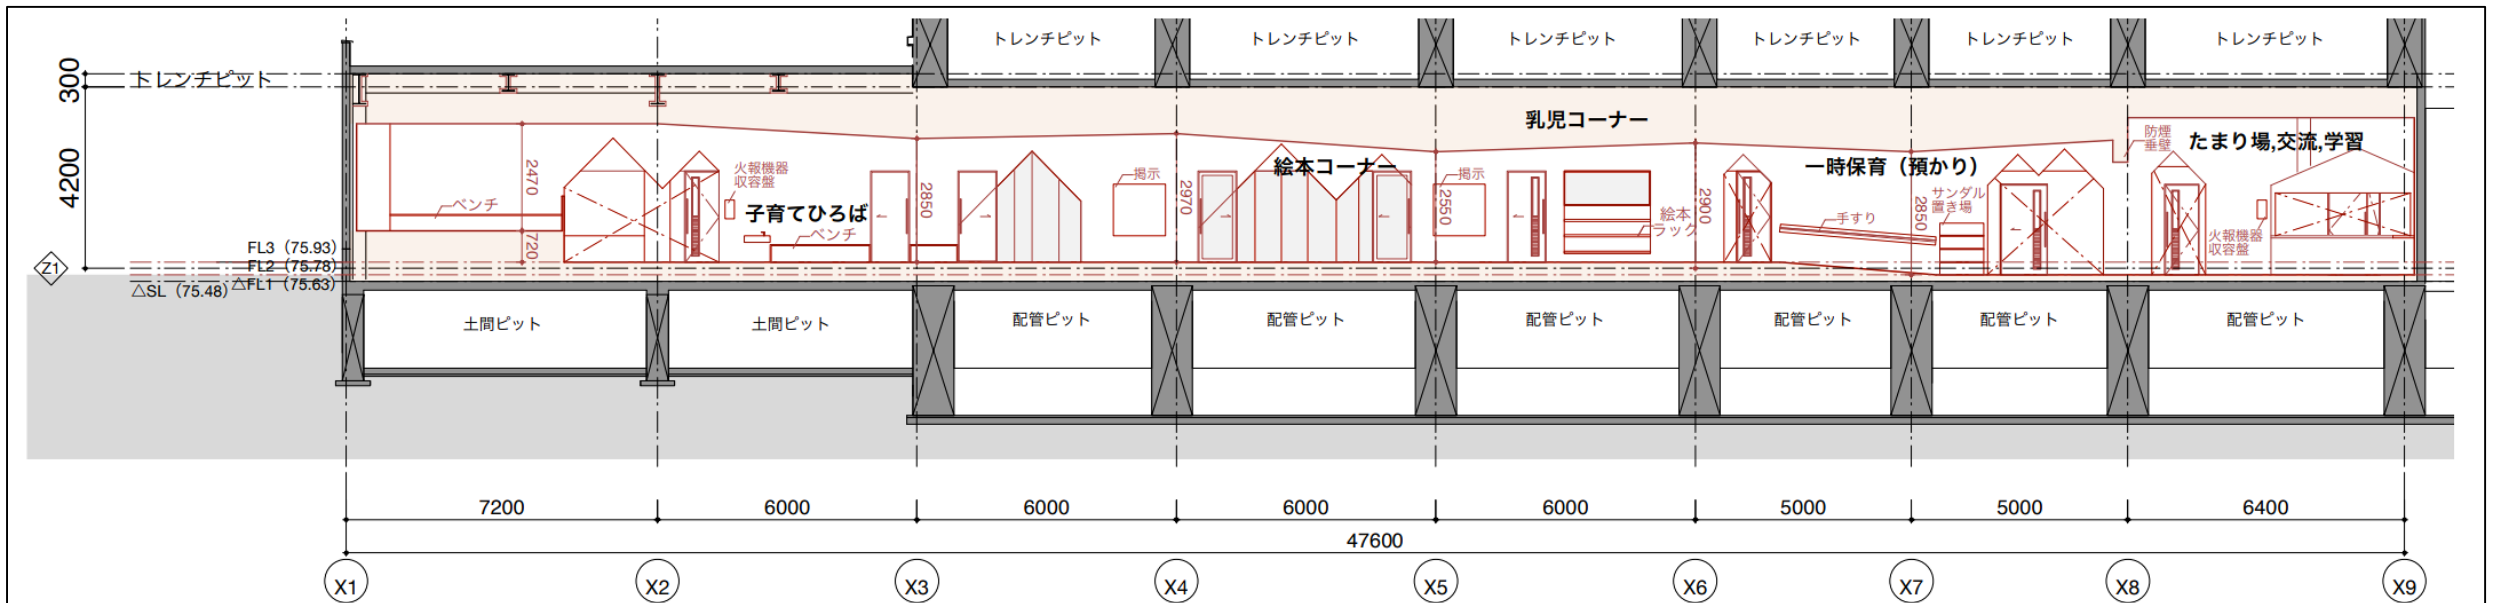 トレンチピット
トレンチピット
トレンチピット
トレンチピット
トレンチピット
トレンチピット
300
トレンチピット
4200
乳児コーナー
絵本コーナー
一時保育（預かり）
防煙
垂壁
たまり場,交流,学習
2470
ベンチ
720
火報機器
収容盤
子育てひろば
ベンチ
2850
掲示
2970
掲示
2550
絵本
ラック
2900
手すり
2850
サンダル
置き場
火報機器
収容盤
FL3（75.93）
FL2（75.78）
△FL1（75.63）
△SL（75.48）
Z1
土間ピット
土間ピット
配管ピット
配管ピット
配管ピット
配管ピット
配管ピット
配管ピット
7200
6000
6000
6000
6000
5000
5000
6400
47600
X1
X2
X3
X4
X5
X6
X7
X8
X9